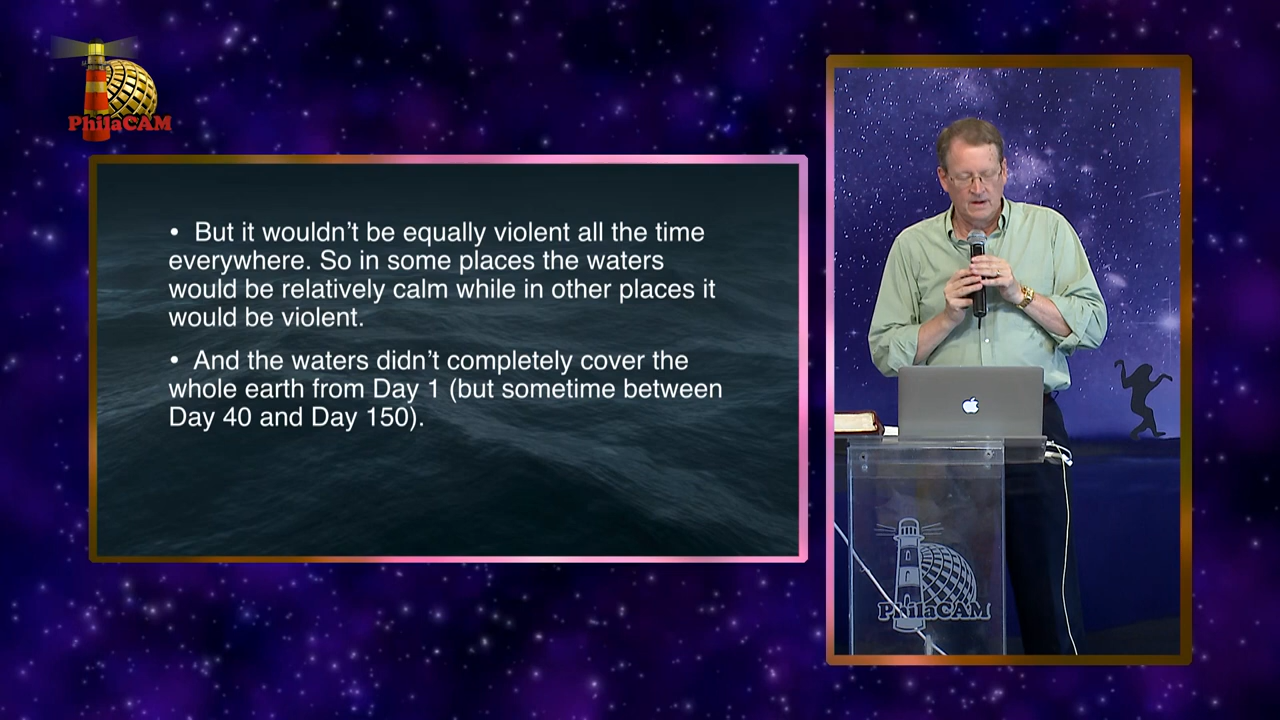 PhilaCAM
• But it wouldn't be equally violent all the time
everywhere. So in some places the waters
would be relatively calm while in other places it
would be violent.
• And the waters didn't completely cover the
whole earth from Day 1 (but sometime between
Day 40 and Day 150).
PhilaCAM